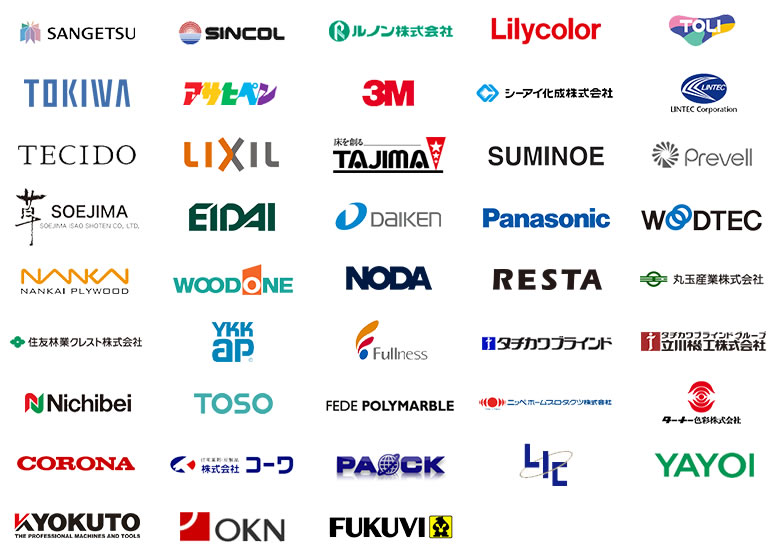 SANGETSU
SINCOL
ルノン株式会社
Lilycolor
TOLI
TOKIWA
アサヒペン
3M
シーアイ化成株式会社
LINTEC
LINTEC Corporation
TECIDO
LIXIL
床を創る
TAJIMA
SUMINOE
Prevell
SOEJIMA
SOEJIMA ISAO SHOTEN CO., LTD.
EIDAI
DAIKEN
Panasonic
WOODTEC
NANKAI
NANKAI PLYWOOD
WOODONE
NODA
RESTA
丸玉産業株式会社
住友林業クレスト株式会社
YKK
ap
Fullness
タチカワブラインド
タチカワブラインド グループ
立川機工株式会社
Nichibei
TOSO
FEDE POLYMARBLE
ニッペホームプロダクツ株式会社
ターナー色彩株式会社
CORONA
株式会社 コーワ
PAOCK
LIC
YAYOI
KYOKUTO
THE PROFESSIONAL MACHINES AND TOOLS
OKN
FUKUVI